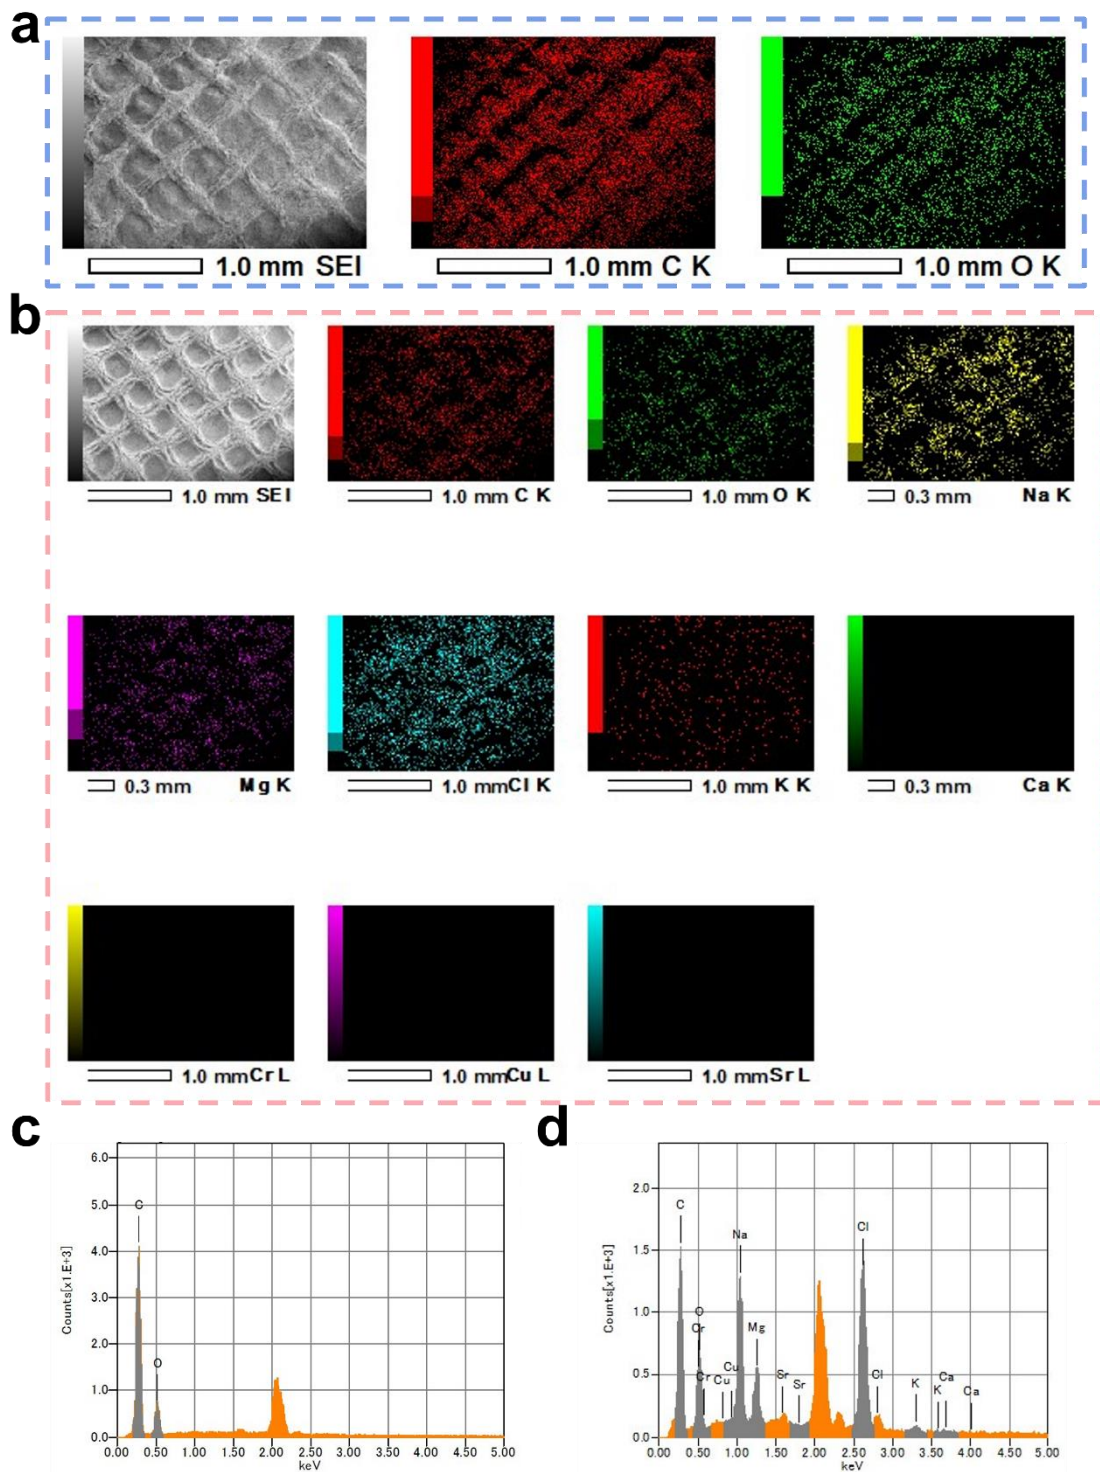 a
1.0 mm SEI
1.0 mm C K
1.0 mm O K
b
1.0 mm SEI
1.0 mm C K
1.0 mm O K
0.3 mm Na K
0.3 mm Mg K
1.0 mm Cl K
1.0 mm K K
0.3 mm Ca K
1.0 mm Cr L
1.0 mm Cu L
1.0 mm Sr L
c
Counts[x1.E+3]
6.0
5.0
4.0
3.0
2.0
1.0
0.0
C
O
0.00 0.50 1.00 1.50 2.00 2.50 3.00 3.50 4.00 4.50 5.00
keV
d
Counts[x1.E+3]
2.0
1.5
1.0
0.5
0.0
C
O
Cr
Cr
Cu
Cu
Na
Mg
Sr
Sr
Cl
Cl
K
K
Ca
Ca
0.00 0.50 1.00 1.50 2.00 2.50 3.00 3.50 4.00 4.50 5.00
keV